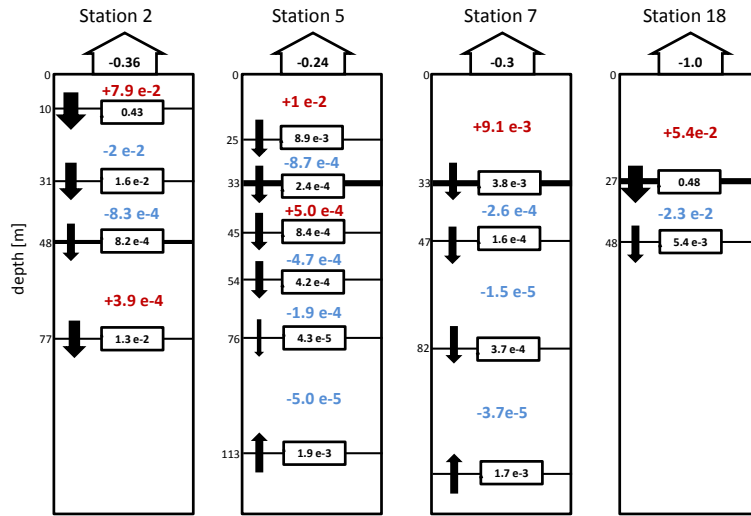 Station 2 Station 5 Station 7 Station 18
-0.36 -0.24 -0.3 -1.0
0 0 0 0
+7.9 e-2
+1 e-2
+9.1 e-3
+5.4e-2
10 0.43
25 8.9 e-3
-2 e-2
-8.7 e-4
31 1.6 e-2
33 2.4 e-4
33 3.8 e-3
27 0.48
-8.3 e-4
+5.0 e-4
-2.6 e-4
-2.3 e-2
48 8.2 e-4
45 8.4 e-4
47 1.6 e-4
48 5.4 e-3
depth [m]
-4.7 e-4
54 4.2 e-4
-1.5 e-5
+3.9 e-4
-1.9 e-4
77 1.3 e-2
76 4.3 e-5
82 3.7 e-4
-5.0 e-5
-3.7e-5
113 1.9 e-3
1.7 e-3